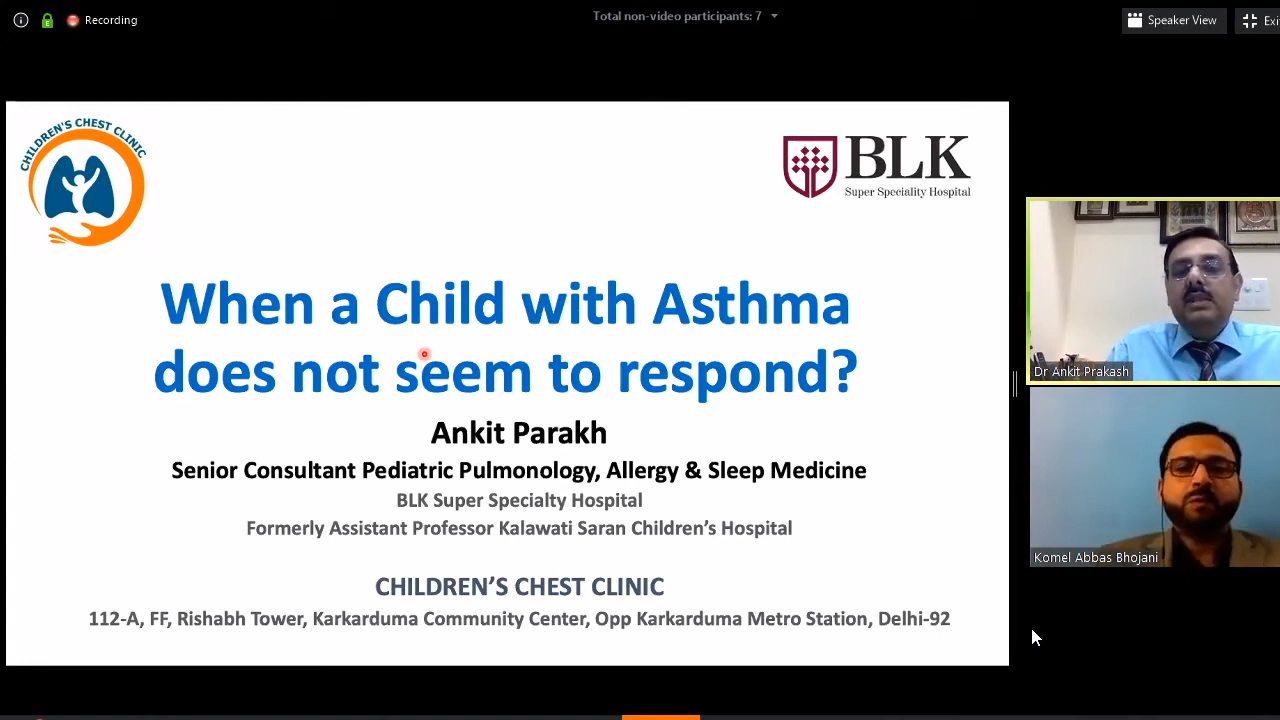 Recording
Total non-video participants: 7
Speaker View
Exi
CHILDREN'S CHEST CLINIC
BLK
Super Speciality Hospital
When a Child with Asthma
does not seem to respond?
Ankit Parakh
Senior Consultant Pediatric Pulmonology, Allergy & Sleep Medicine
BLK Super Specialty Hospital
Formerly Assistant Professor Kalawati Saran Children’s Hospital
CHILDREN’S CHEST CLINIC
112-A, FF, Rishabh Tower, Karkarduma Community Center, Opp Karkarduma Metro Station, Delhi-92
Dr Ankit Prakash
Komel Abbas Bhojani